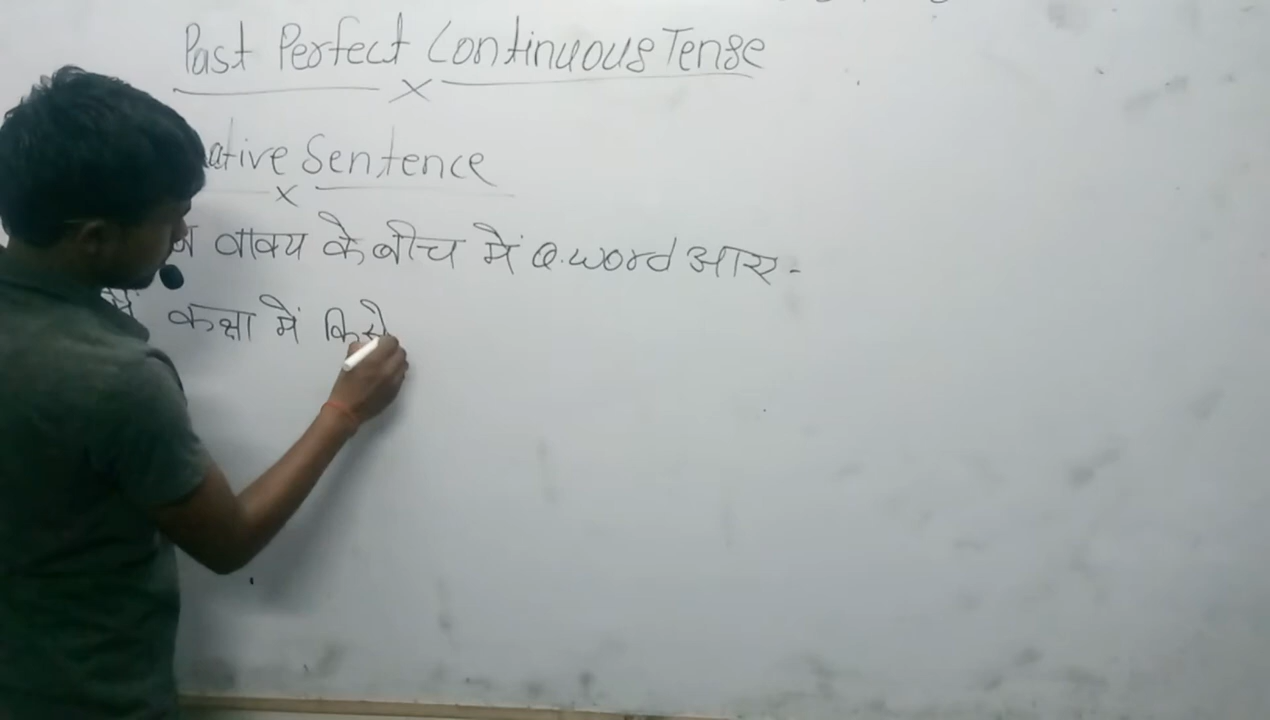 Past Perfect Continuous Tense
ative Sentence
वाक्य के बीच में Q.word आए -
में कक्षा में किसे